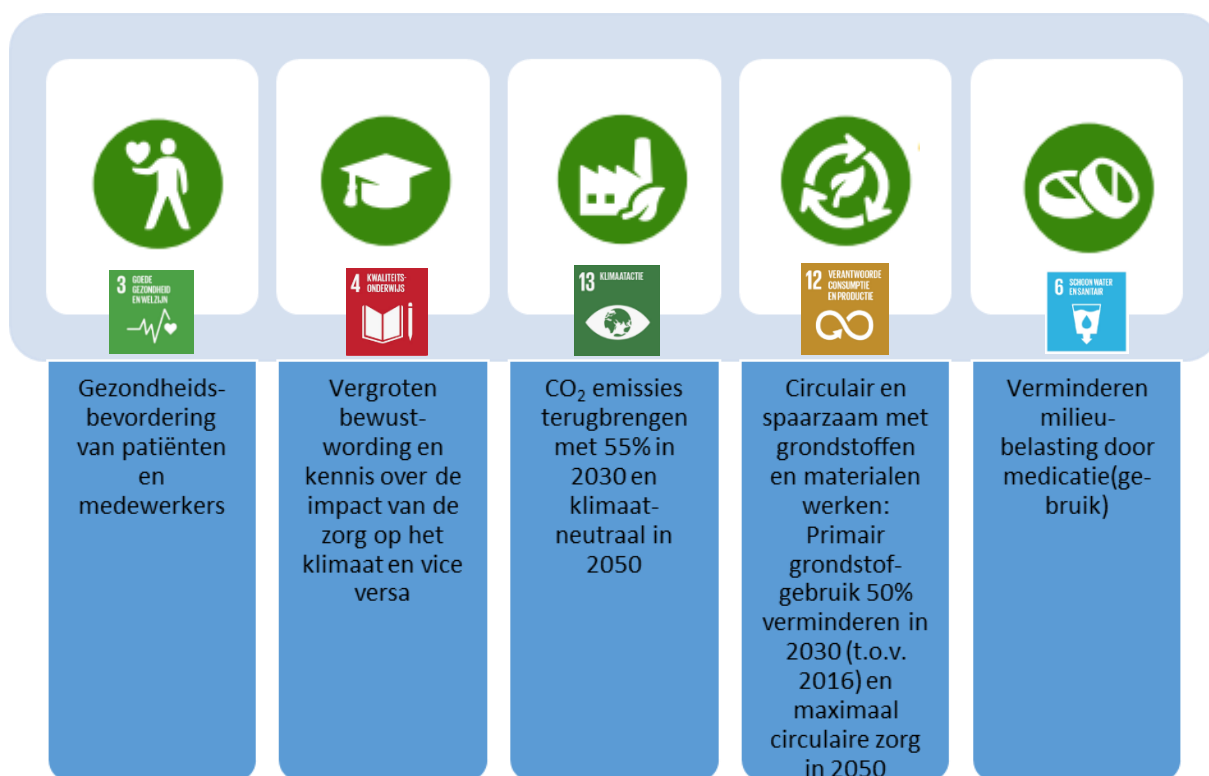 3 GOEDE
GEZONDHEID
EN WELZIJN
4 KWALITEITS-
ONDERWIJS
13 KLIMAATACTIE
12 VERANTWOORDE
CONSUMPTIE
EN PRODUCTIE
6 SCHOON WATER
EN SANITAIR
Gezondheids-
bevordering
van patiënten
en
medewerkers
Vergroten
bewust-
wording en
kennis over de
impact van de
zorg op het
klimaat en vice
versa
CO₂ emissies
terugbrengen
met 55% in
2030 en
klimaat-
neutraal in
2050
Circulair en
spaarzaam met
grondstoffen
en materialen
werken:
Primair
grondstof-
gebruik 50%
verminderen in
2030 (t.o.v.
2016) en
maximaal
circulaire zorg
in 2050
Verminderen
milieu-
belasting door
medicatie(ge-
bruik)